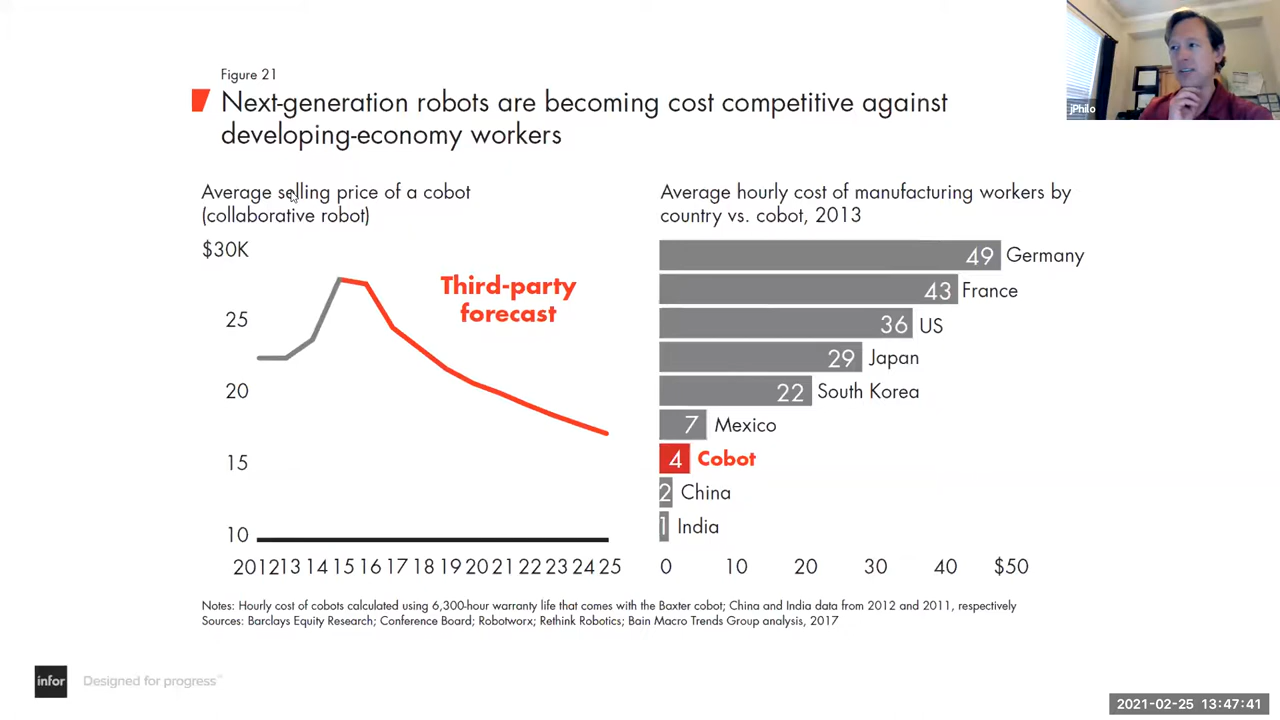 jPhilo
Figure 21
Next-generation robots are becoming cost competitive against
developing-economy workers
Average selling price of a cobot
(collaborative robot)
$30K
25
20
15
10
Third-party
forecast
201213 14 15 16 17 18 19 20 21 22 23 24 25
Average hourly cost of manufacturing workers by
country vs. cobot, 2013
49 Germany
43 France
36 US
29 Japan
22 South Korea
7 Mexico
4 Cobot
2 China
1 India
0 10 20 30 40 $50
Notes: Hourly cost of cobots calculated using 6,300-hour warranty life that comes with the Baxter cobot; China and India data from 2012 and 2011, respectively
Sources: Barclays Equity Research; Conference Board; Robotworx; Rethink Robotics; Bain Macro Trends Group analysis, 2017
infor Designed for progress™
2021-02-25 13:47:41